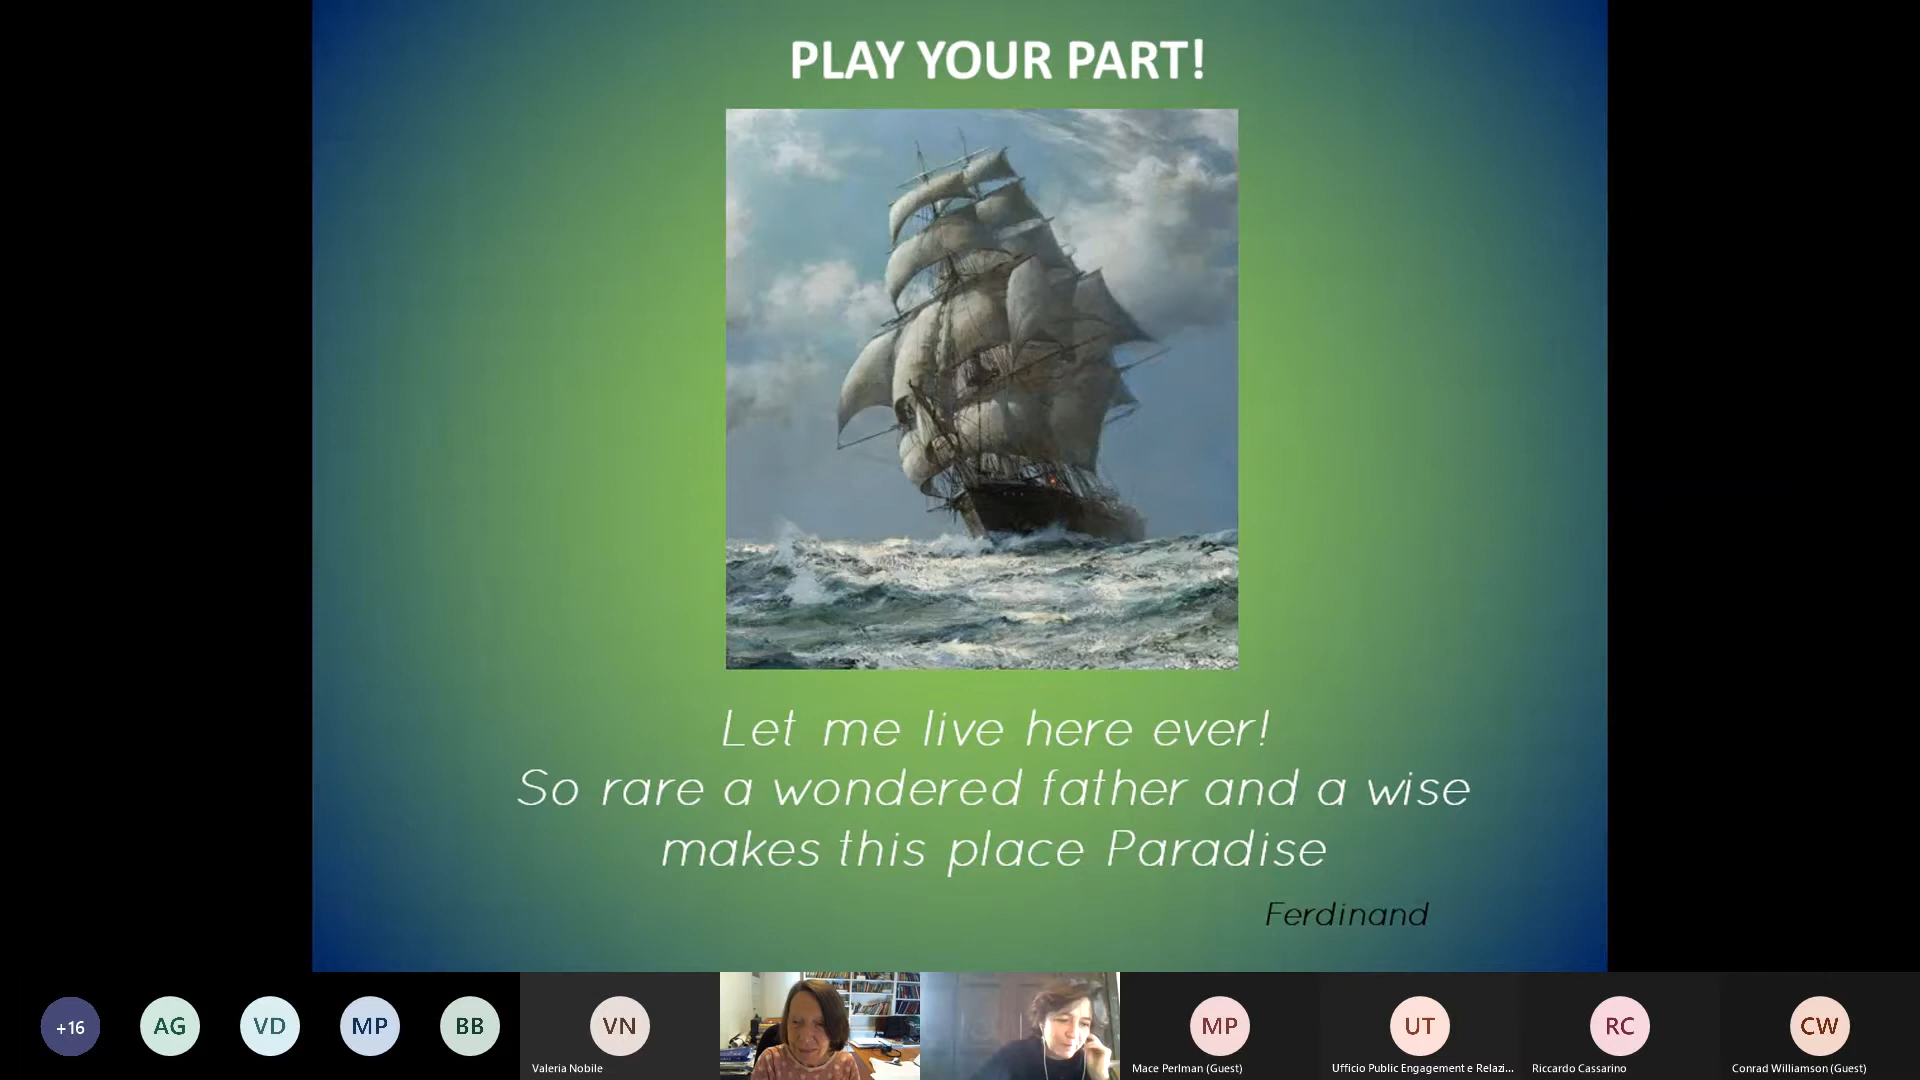 PLAY YOUR PART!
Let me live here ever!
So rare a wondered father and a wise
makes this place Paradise
Ferdinand
+16
AG
VD
MP
BB
VN
Valeria Nobile
MP
Mace Perlman (Guest)
UT
Ufficio Public Engagement e Relazi...
RC
Riccardo Cassarino
CW
Conrad Williamson (Guest)